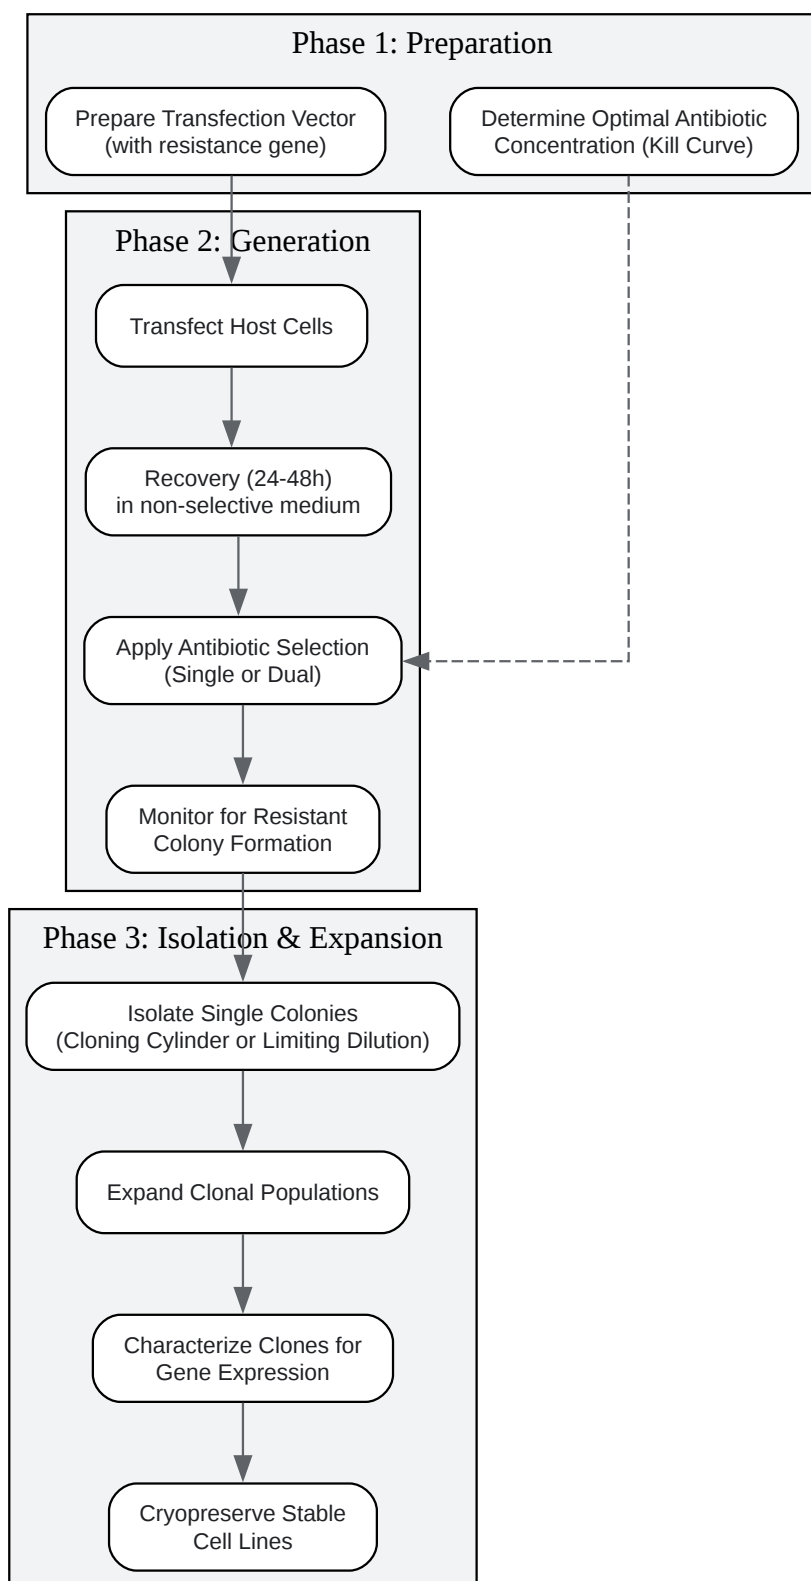 Phase 1: Preparation
Prepare Transfection Vector
(with resistance gene)
Determine Optimal Antibiotic
Concentration (Kill Curve)
Phase 2: Generation
Transfect Host Cells
Recovery (24-48h)
in non-selective medium
Apply Antibiotic Selection
(Single or Dual)
Monitor for Resistant
Colony Formation
Phase 3: Isolation & Expansion
Isolate Single Colonies
(Cloning Cylinder or Limiting Dilution)
Expand Clonal Populations
Characterize Clones for
Gene Expression
Cryopreserve Stable
Cell Lines